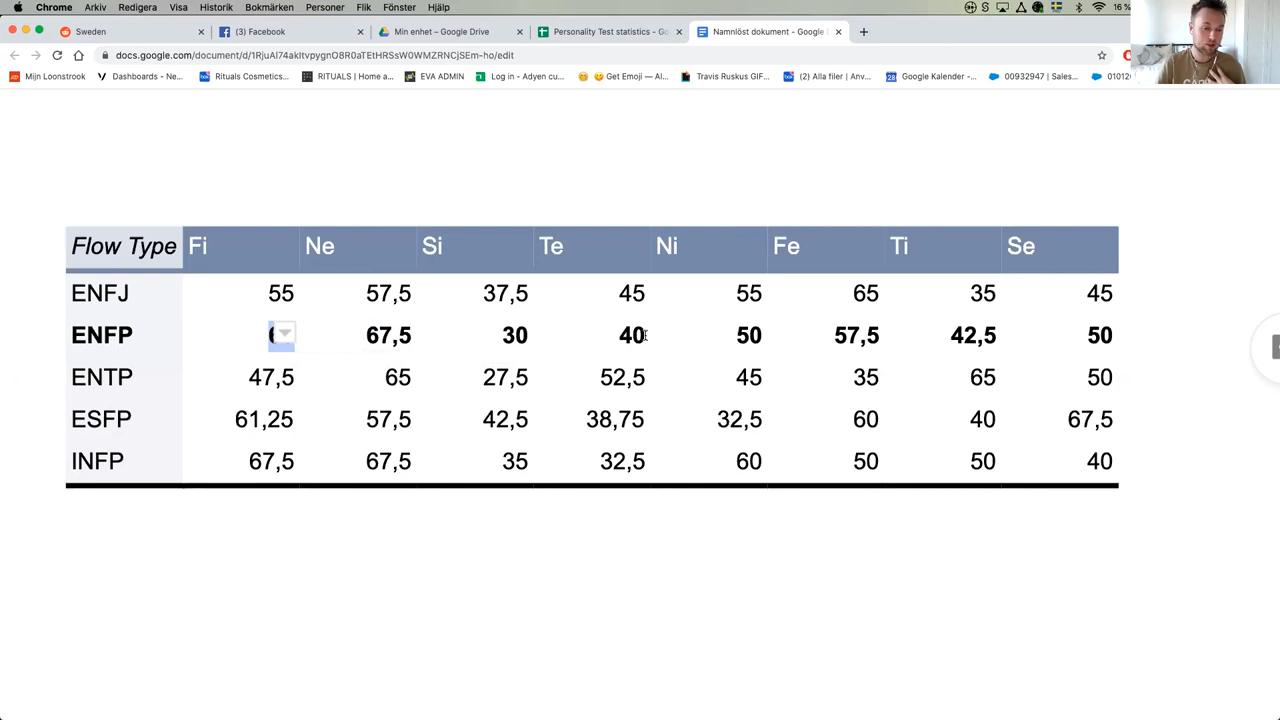 Chrome Arkiv Redigera Visa Historik Bokmärken Personer Flik Fönster Hjälp 16 %
Sweden (3) Facebook Min enhet – Google Drive Personality Test statistics - Go Namnlöst dokument - Google
docs.google.com/document/d/1RjuAl74akItvpygnO8R0aTEtHRSsW0WMZRNCjSEm-ho/edit
Mijn Loonstrook Dashboards - Ne... Rituals Cosmetics... RITUALS | Home a... EVA ADMIN Log in - Adyen cu... Get Emoji — Al... Travis Ruskus GIF... (2) Alla filer | Anv... Google Kalender -... 00932947 | Sales... 010120
Flow Type Fi Ne Si Te Ni Fe Ti Se
ENFJ 55 57,5 37,5 45 55 65 35 45
ENFP 67,5 30 40 50 57,5 42,5 50
ENTP 47,5 65 27,5 52,5 45 35 65 50
ESFP 61,25 57,5 42,5 38,75 32,5 60 40 67,5
INFP 67,5 67,5 35 32,5 60 50 50 40